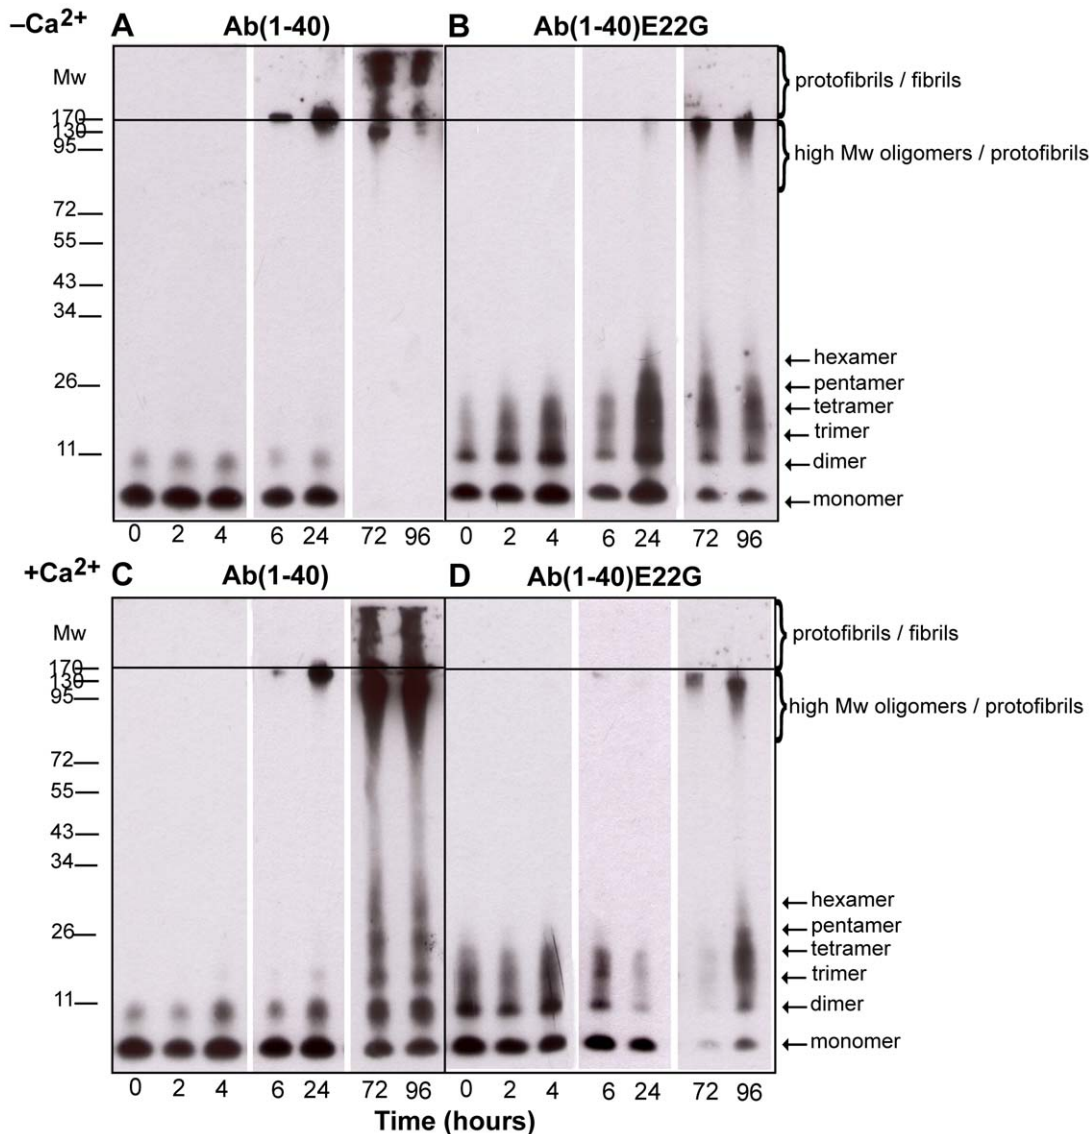 –Ca2+ A Ab(1-40) B Ab(1-40)E22G
Mw
170
130
95
72
55
43
34
26
11
protofibrils / fibrils
high Mw oligomers / protofibrils
hexamer
pentamer
tetramer
trimer
dimer
monomer
0 2 4 6 24 72 96 0 2 4 6 24 72 96
+Ca2+ C Ab(1-40) D Ab(1-40)E22G
Mw
170
130
95
72
55
43
34
26
11
protofibrils / fibrils
high Mw oligomers / protofibrils
hexamer
pentamer
tetramer
trimer
dimer
monomer
0 2 4 6 24 72 96 0 2 4 6 24 72 96
Time (hours)